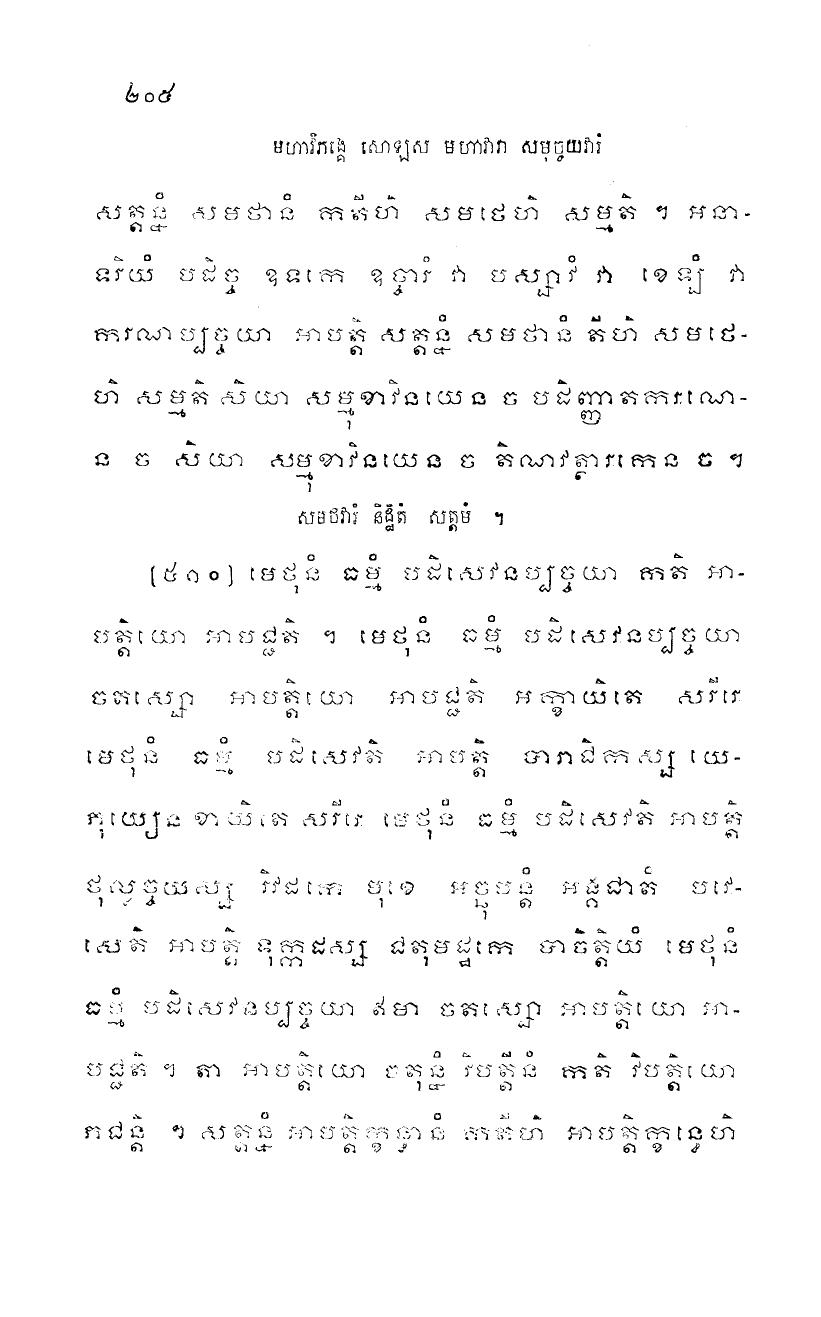 ២០៥
មហាវិភង្គេ សោឡស មហាវារា សមុច្ចយវារំ
សត្តន្នំ សមថានំ កតីហិ សមថេហិ សម្មតិ ។ អនា-
ទរិយំ បដិច្ច ឧទកេ ឧច្ចារំ វា បស្សាវំ វា ខេឡំ វា
ករណប្បច្ចយា អាបត្តិ សត្តន្នំ សមថានំ តីហិ សមថេ-
ហិ សម្មតិ សិយា សម្មុខាវិនយេន ច បដិញ្ញាតករណេ-
ន ច សិយា សម្មុខាវិនយេន ច តិណវត្ថារកេន ច ។
សមថវារំ និដ្ឋិតំ សត្តមំ ។
[៥១០] មេថុនំ ធម្មំ បដិសេវនប្បច្ចយា កតិ អា-
បត្តិយោ អាបជ្ជតិ ។ មេថុនំ ធម្មំ បដិសេវនប្បច្ចយា
ចតស្សោ អាបត្តិយោ អាបជ្ជតិ អក្ខាយិតេ សរីរេ
មេថុនំ ធម្មំ បដិសេវតិ អាបត្តិ បារាជិកស្ស យេ-
ភុយ្យេន ខាយិតេ សរីរេ មេថុនំ ធម្មំ បដិសេវតិ អាបត្តិ
ថុល្លច្ចយស្ស វិវដកតេ មុខេ អច្ឆុបន្តំ អង្គជាតំ បវេ-
សេតិ អាបត្តិ ទុក្កដស្ស ជតុមដ្ឋកេ បាចិត្តិយំ មេថុនំ
ធម្មំ បដិសេវនប្បច្ចយា ឥមា ចតស្សោ អាបត្តិយោ អា-
បជ្ជតិ ។ តា អាបត្តិយោ ចតុន្នំ វិបត្តីនំ កតិ វិបត្តិយោ
ភជន្តិ ។ សត្តន្នំ អាបត្តិក្ខន្ធានំ កតីហិ អាបត្តិក្ខន្ធេហិ